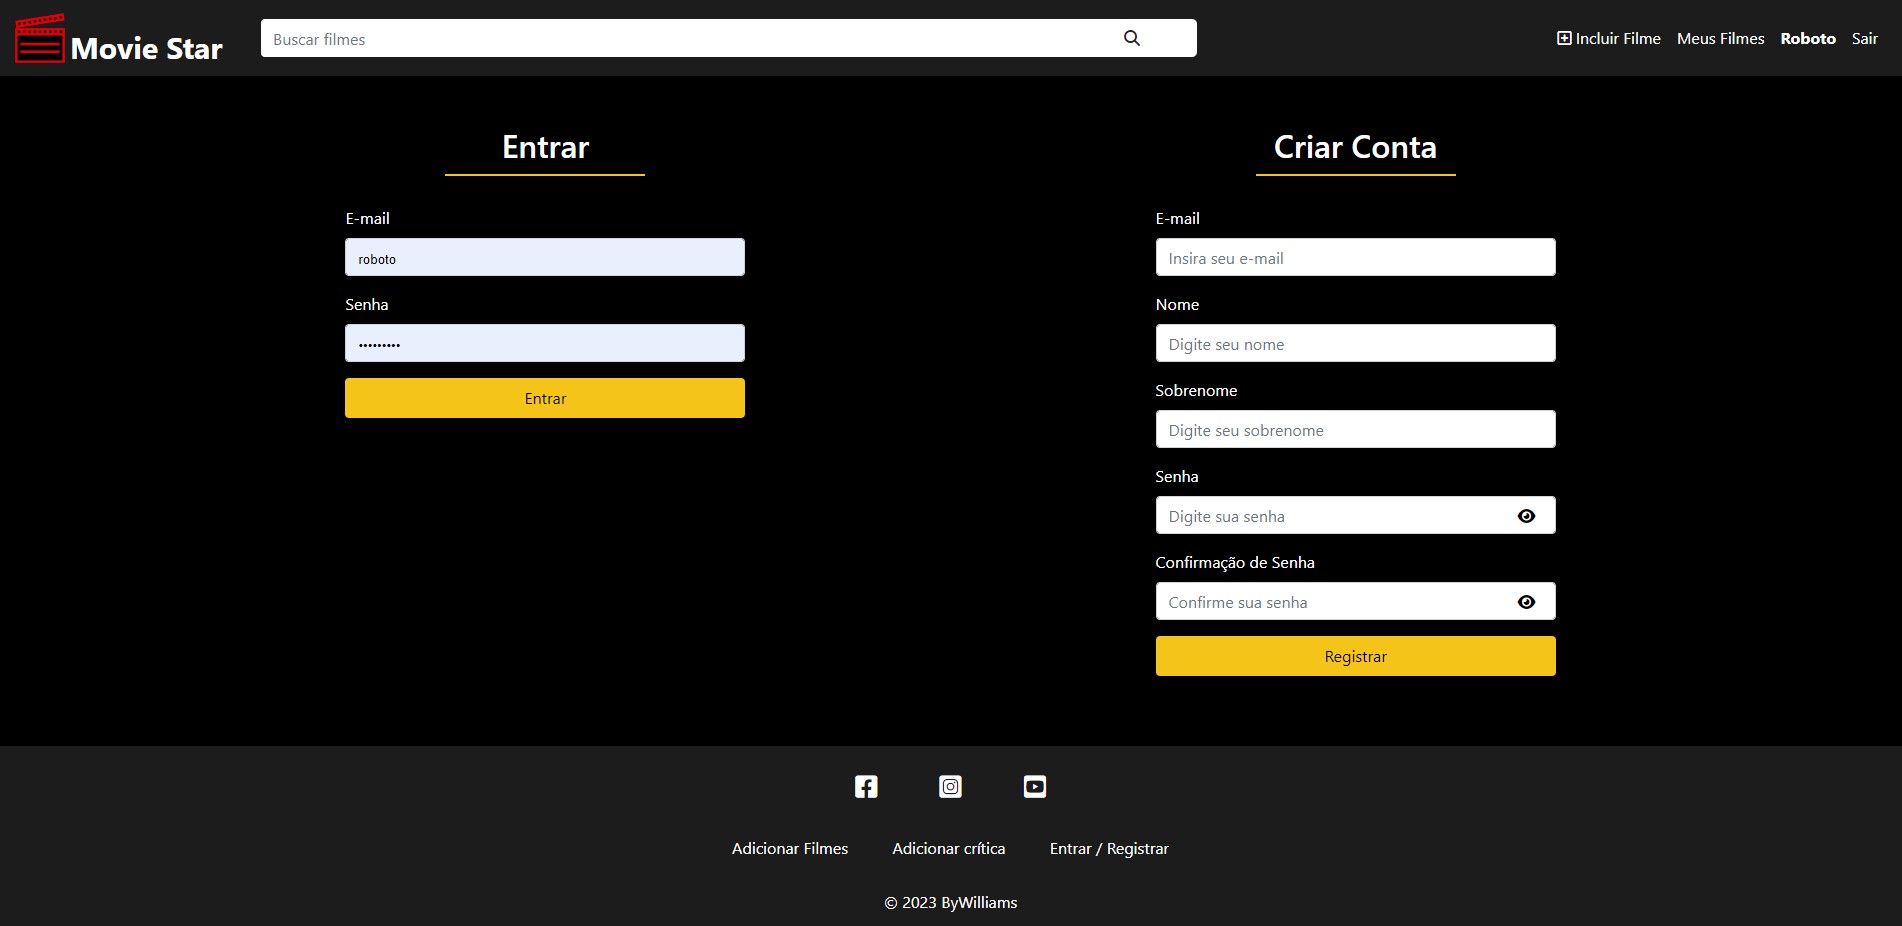 Movie Star
Buscar filmes
Incluir Filme
Meus Filmes
Roboto
Sair
Entrar
E-mail
roboto
Senha
•••••••••
Entrar
Criar Conta
E-mail
Insira seu e-mail
Nome
Digite seu nome
Sobrenome
Digite seu sobrenome
Senha
Digite sua senha
Confirmação de Senha
Confirme sua senha
Registrar
Adicionar Filmes
Adicionar crítica
Entrar / Registrar
© 2023 ByWilliams